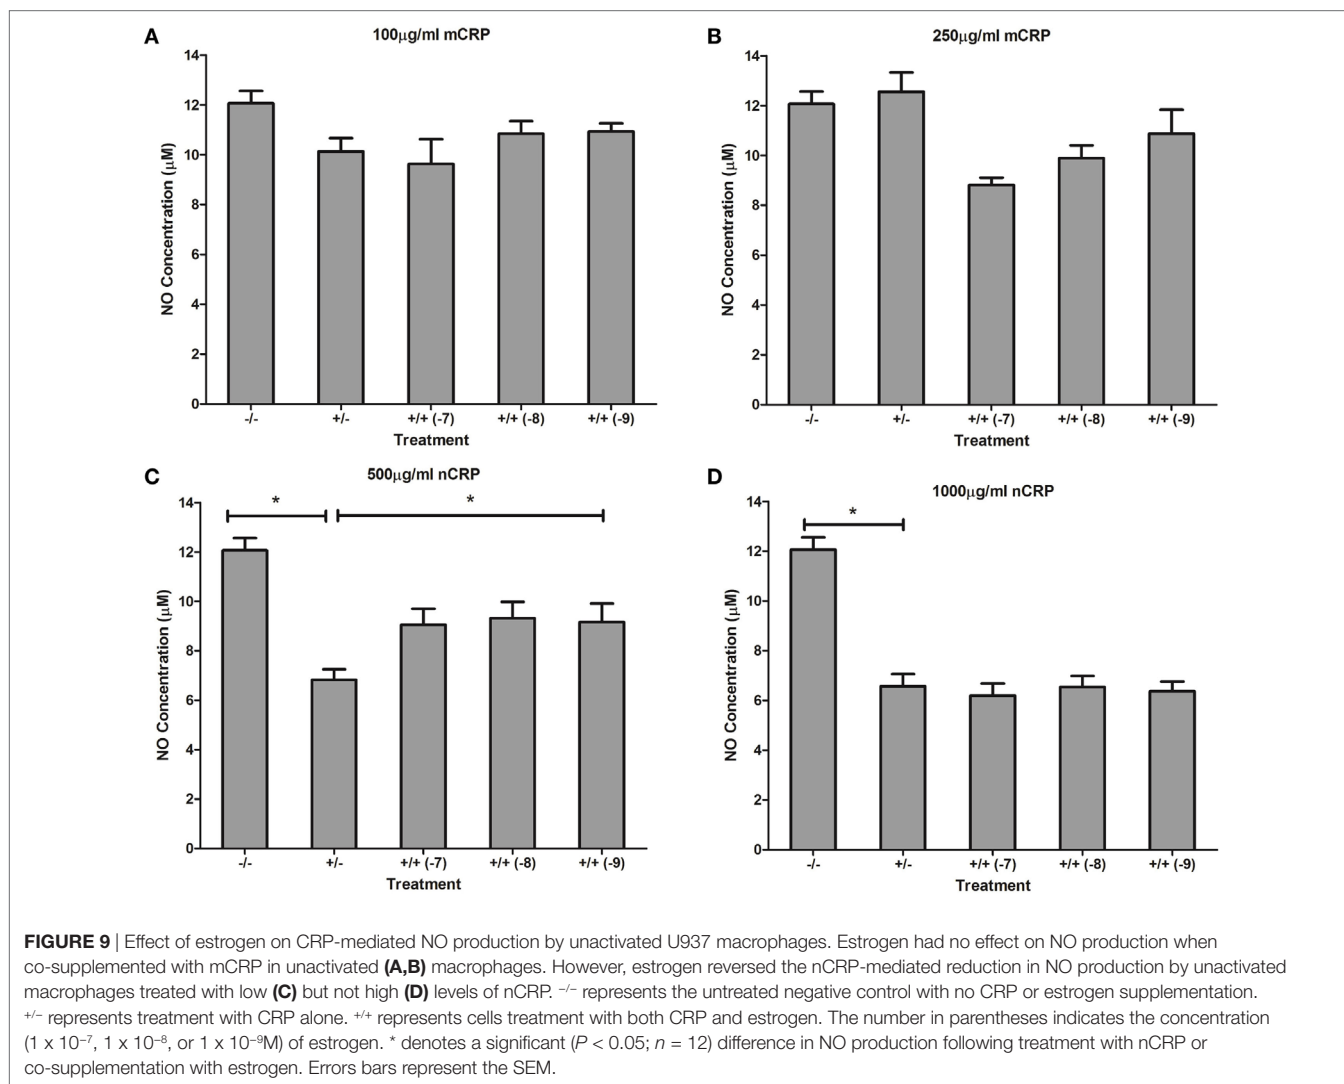 A
100μg/ml mCRP
14
12
10
8
6
4
2
0
NO Concentration (μM)
-/-
+/-
+/+ (-7)
+/+ (-8)
+/+ (-9)
Treatment
B
250μg/ml mCRP
14
12
10
8
6
4
2
0
NO Concentration (μM)
-/-
+/-
+/+ (-7)
+/+ (-8)
+/+ (-9)
Treatment
C
500μg/ml nCRP
14
12
10
8
6
4
2
0
NO Concentration (μM)
*
*
-/-
+/-
+/+ (-7)
+/+ (-8)
+/+ (-9)
Treatment
D
1000μg/ml nCRP
14
12
10
8
6
4
2
0
NO Concentration (μM)
*
-/-
+/-
+/+ (-7)
+/+ (-8)
+/+ (-9)
Treatment
FIGURE 9 | Effect of estrogen on CRP-mediated NO production by unactivated U937 macrophages. Estrogen had no effect on NO production when
co-supplemented with mCRP in unactivated (A,B) macrophages. However, estrogen reversed the nCRP-mediated reduction in NO production by unactivated
macrophages treated with low (C) but not high (D) levels of nCRP. −/− represents the untreated negative control with no CRP or estrogen supplementation.
+/− represents treatment with CRP alone. +/+ represents cells treatment with both CRP and estrogen. The number in parentheses indicates the concentration
(1 x 10⁻⁷, 1 x 10⁻⁸, or 1 x 10⁻⁹M) of estrogen. * denotes a significant (P < 0.05; n = 12) difference in NO production following treatment with nCRP or
co-supplementation with estrogen. Errors bars represent the SEM.